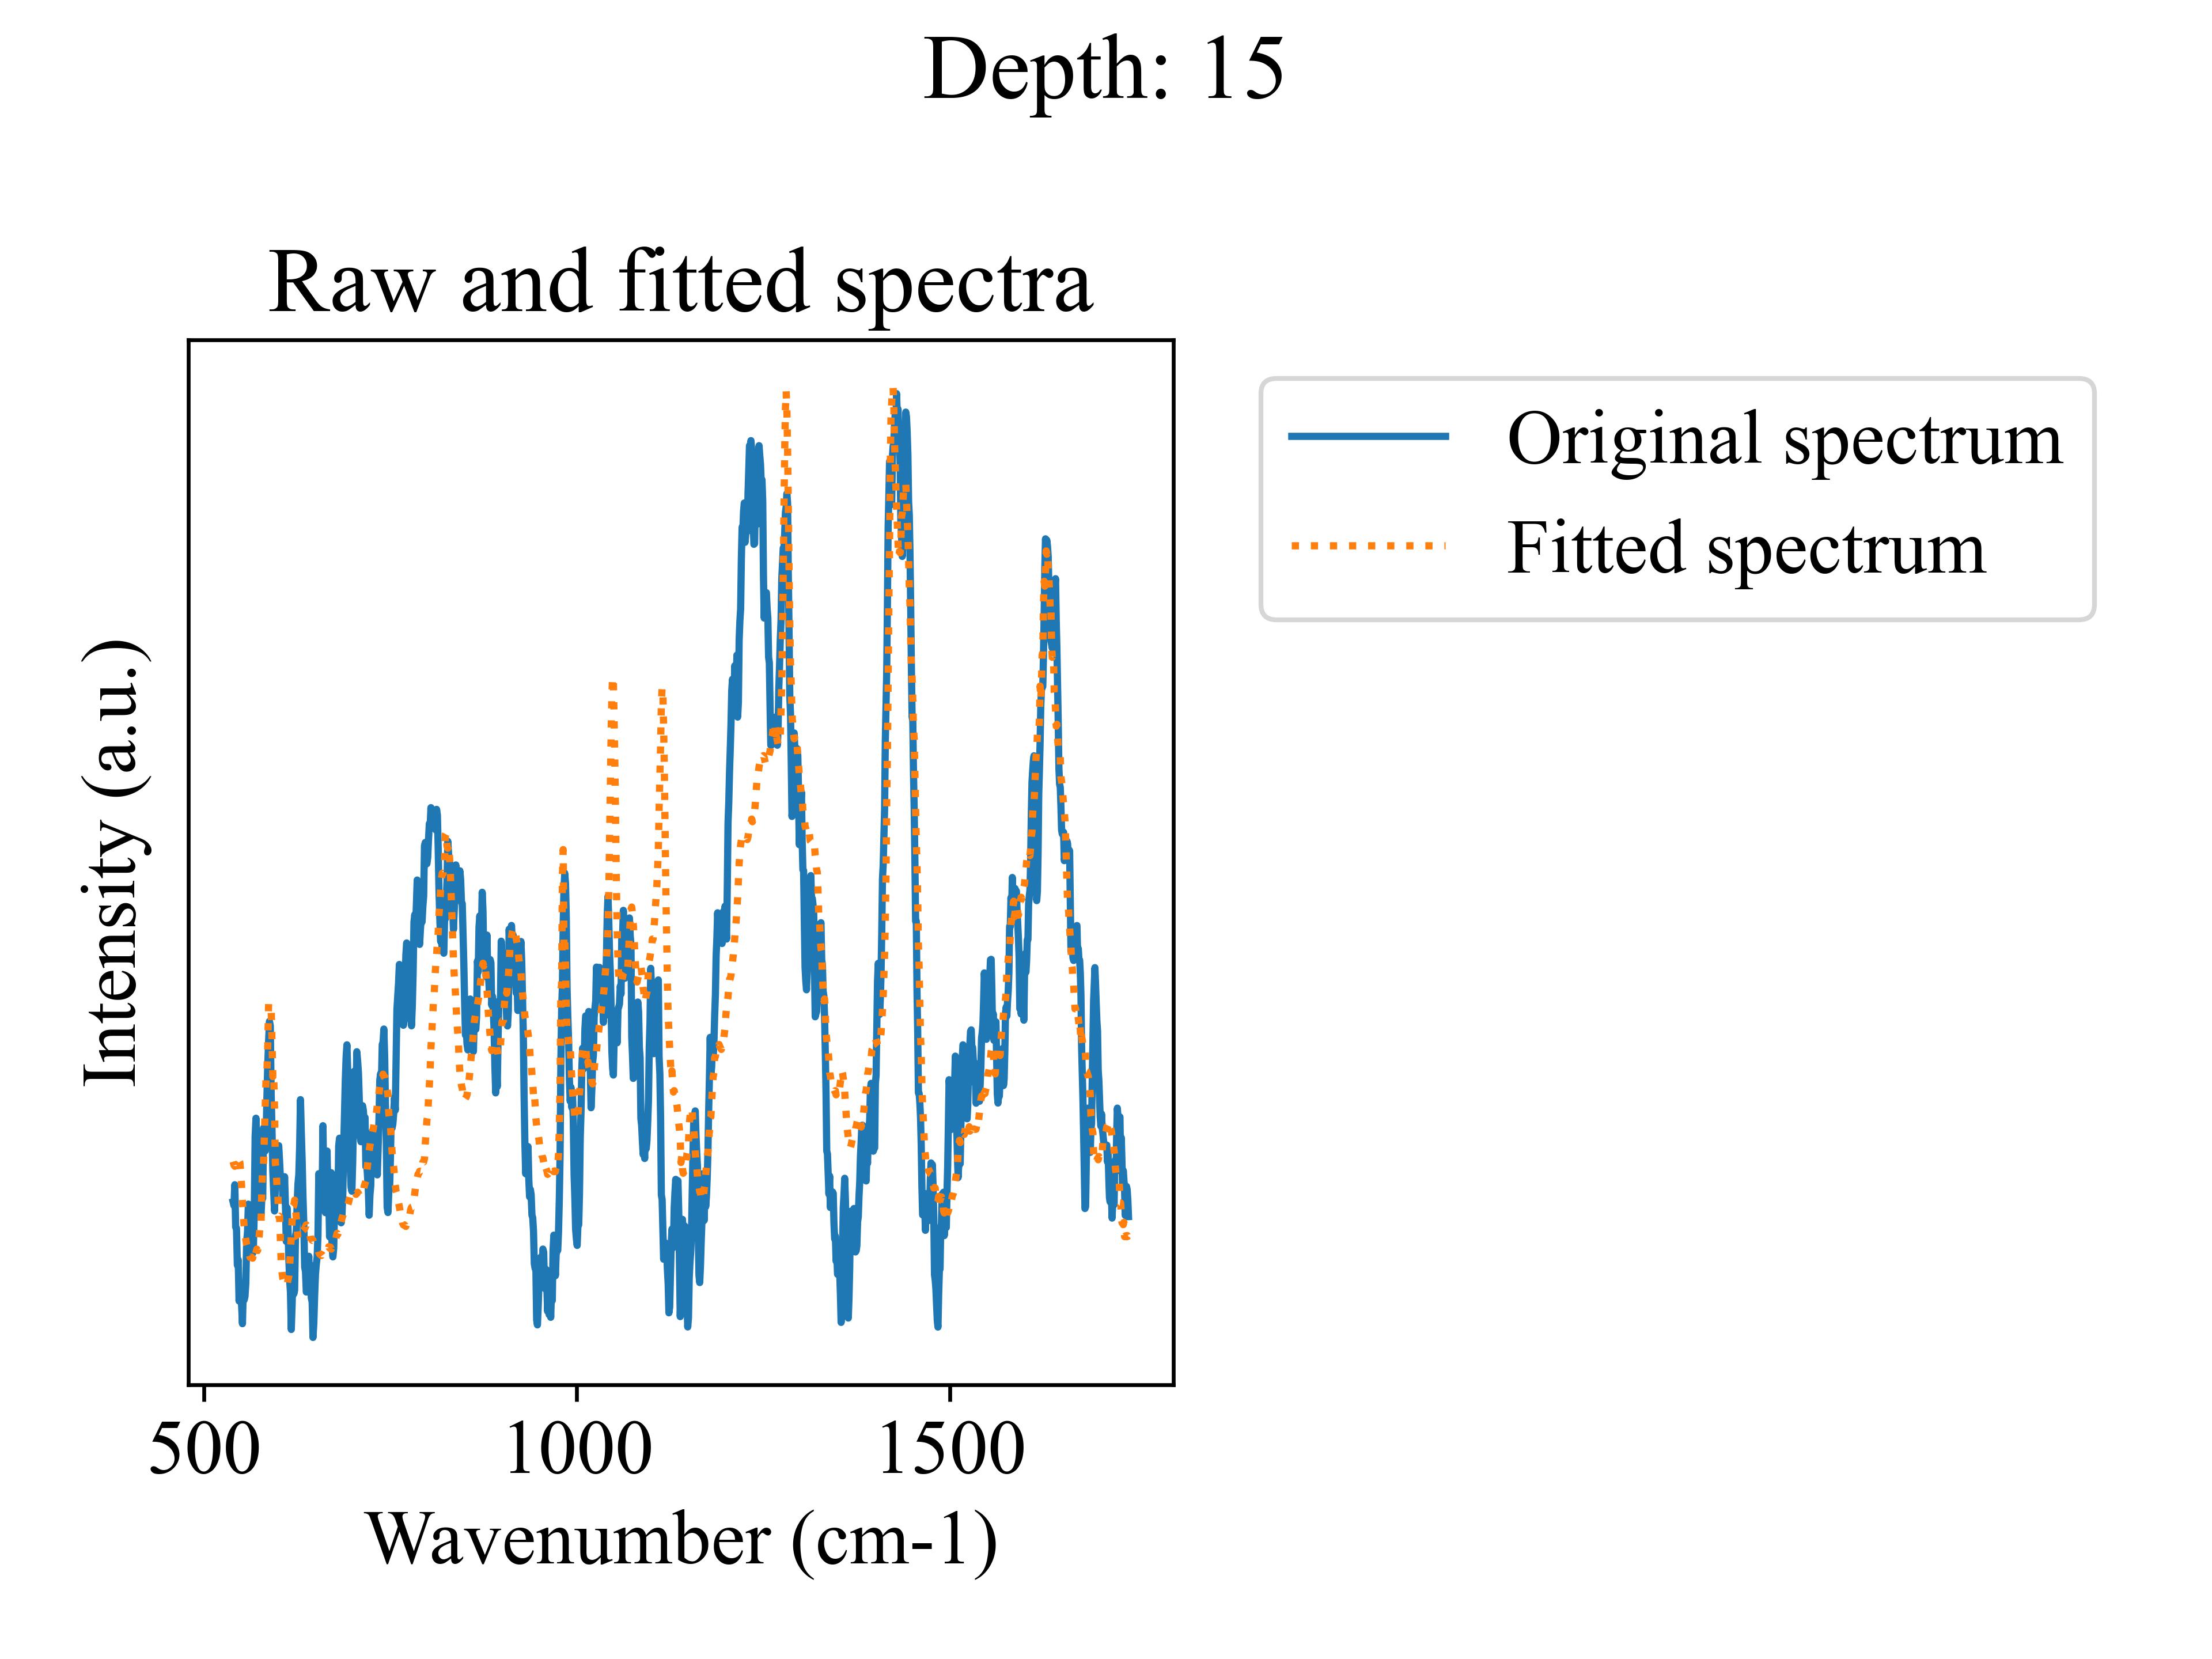 Depth: 15
Raw and fitted spectra
Original spectrum
Fitted spectrum
Intensity (a.u.)
500 1000 1500
Wavenumber (cm-1)